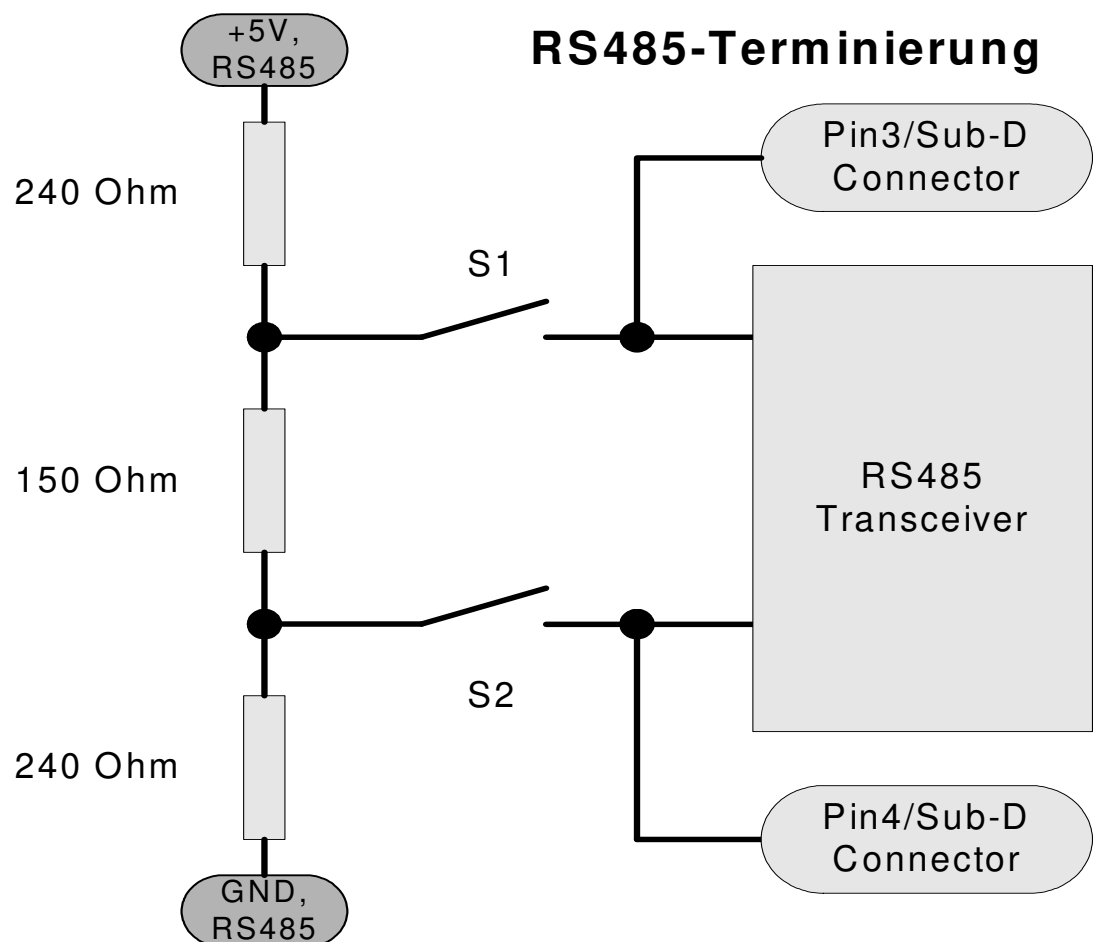 +5V,
RS485
RS485-Terminierung
Pin3/Sub-D
Connector
240 Ohm
S1
150 Ohm
RS485
Transceiver
S2
240 Ohm
Pin4/Sub-D
Connector
GND,
RS485